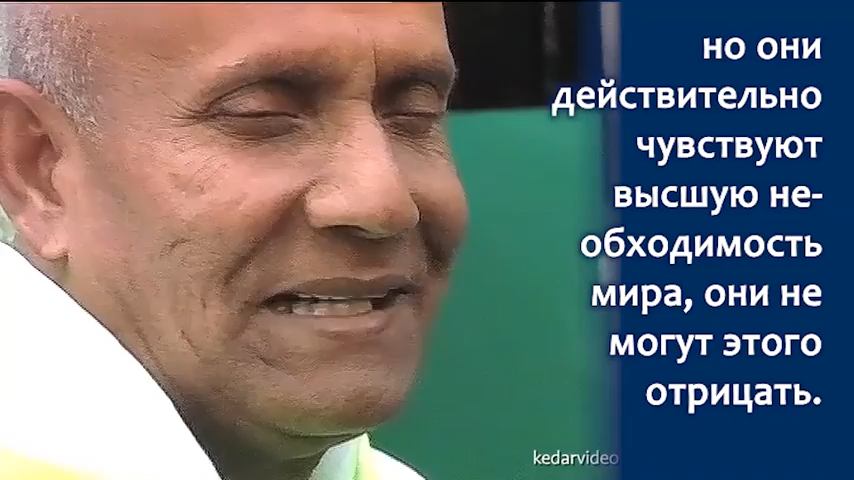 но они
действительно
чувствуют
высшую не-
обходимость
мира, они не
могут этого
отрицать.
kedarvideo